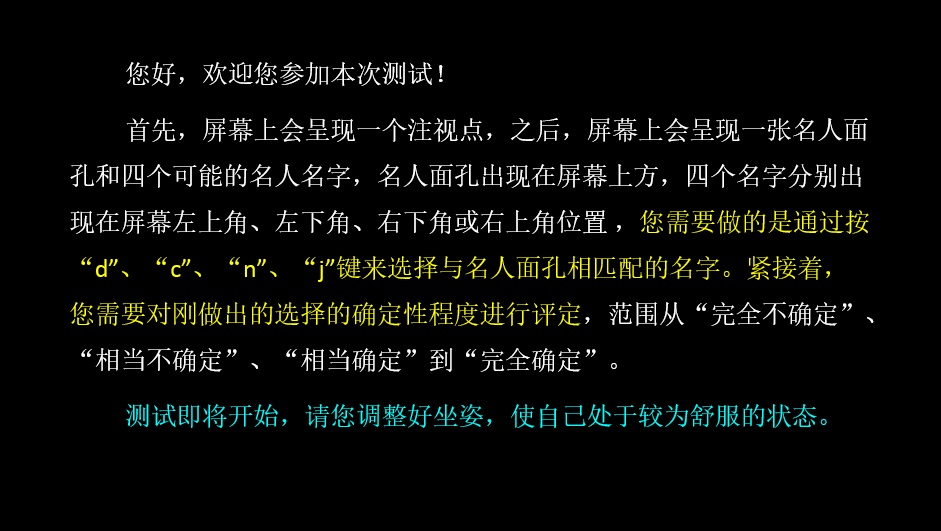 您好，欢迎您参加本次测试！
首先，屏幕上会呈现一个注视点，之后，屏幕上会呈现一张名人面
孔和四个可能的名人名字，名人面孔出现在屏幕上方，四个名字分别出
现在屏幕左上角、左下角、右下角或右上角位置 ，您需要做的是通过按
“d”、“c”、“n”、“j”键来选择与名人面孔相匹配的名字。紧接着，
您需要对刚做出的选择的确定性程度进行评定，范围从“完全不确定”、
“相当不确定”、“相当确定”到“完全确定”。
测试即将开始，请您调整好坐姿，使自己处于较为舒服的状态。